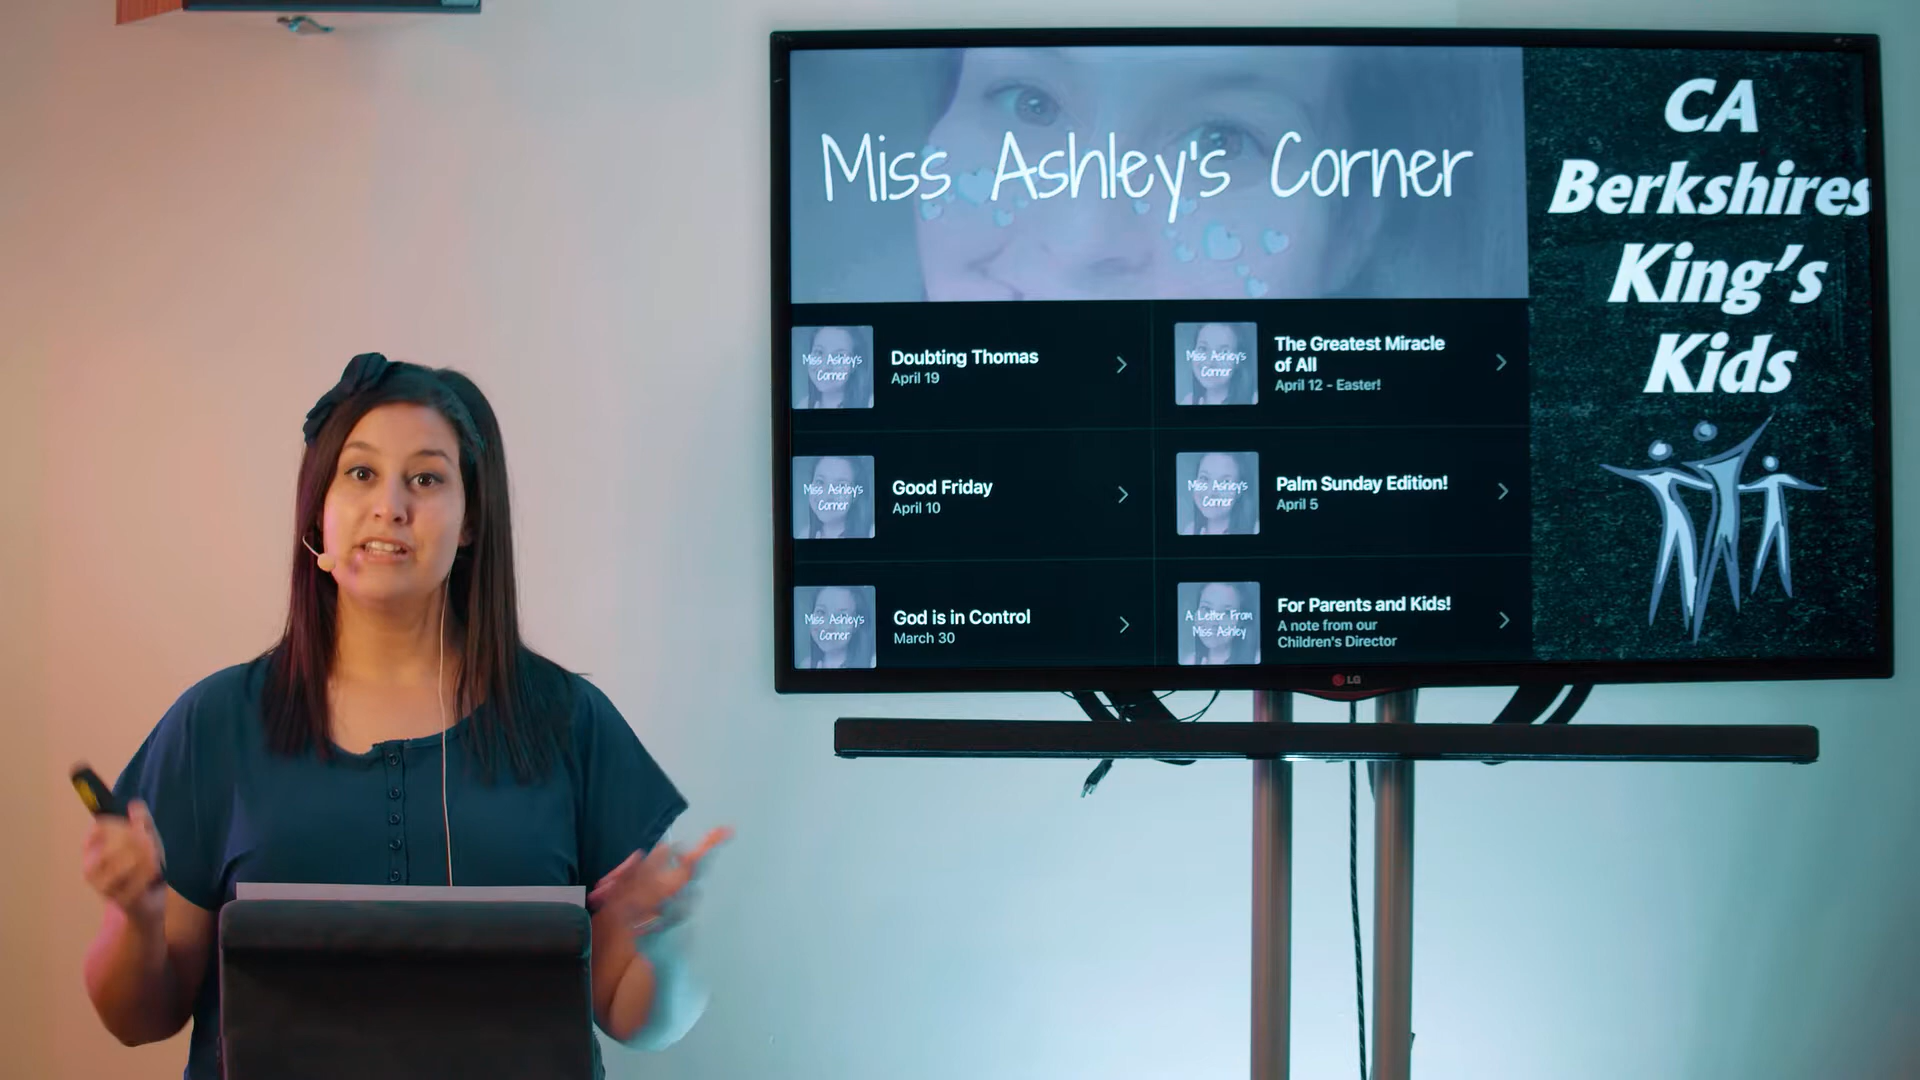 Miss Ashley's Corner
CA
Berkshires
King's
Kids
Miss Ashley's
Corner
Doubting Thomas
April 19
Miss Ashley's
Corner
The Greatest Miracle
of All
April 12 - Easter!
Miss Ashley's
Corner
Good Friday
April 10
Miss Ashley's
Corner
Palm Sunday Edition!
April 5
Miss Ashley's
Corner
God is in Control
March 30
A Letter From
Miss Ashley
For Parents and Kids!
A note from our
Children's Director
LG